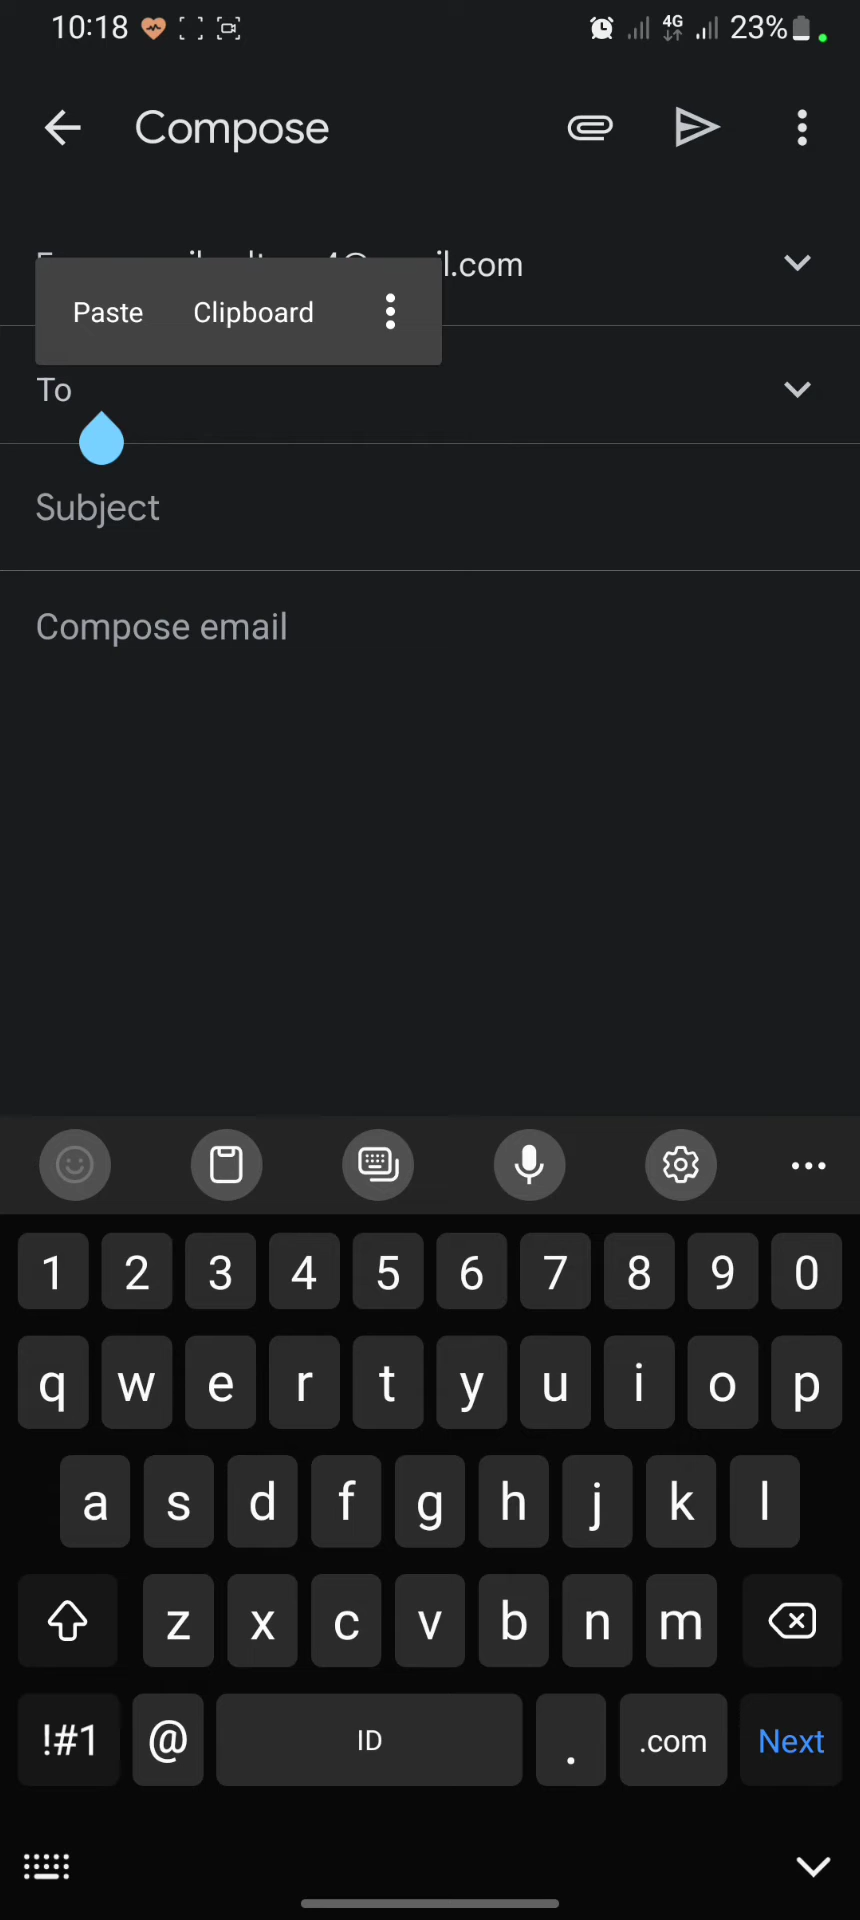 10:18 4G 23%
Compose
l.com
Paste Clipboard
To
Subject
Compose email
1 2 3 4 5 6 7 8 9 0
q w e r t y u i o p
a s d f g h j k l
z x c v b n m
!#1 @ ID . .com Next